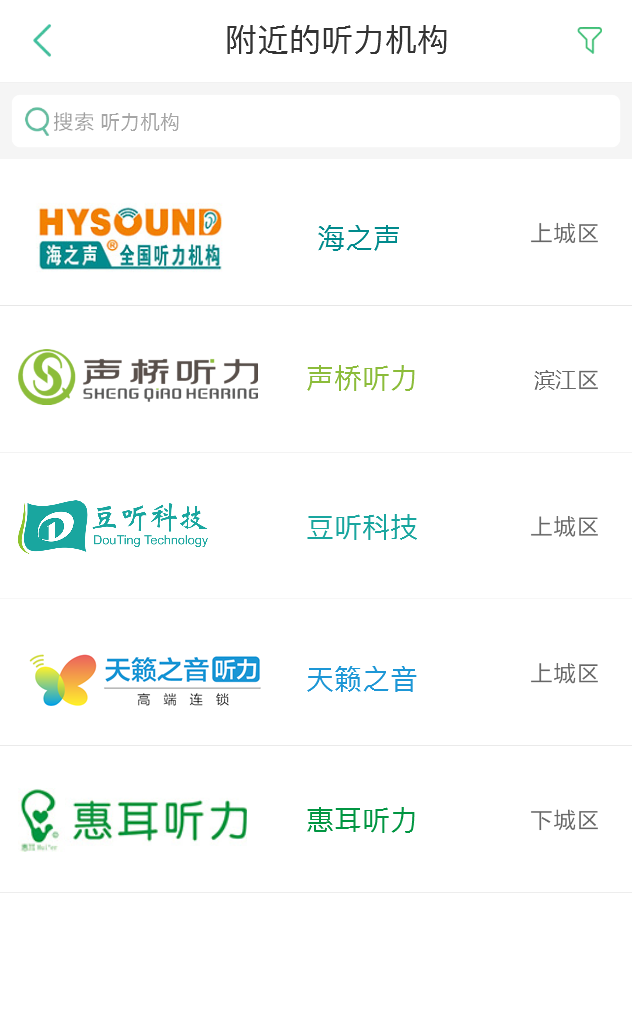 附近的听力机构
搜索 听力机构
HYSOUND
海之声® 全国听力机构
海之声
上城区
声桥听力
SHENG QIAO HEARING
声桥听力
滨江区
豆听科技
DouTing Technology
豆听科技
上城区
天籁之音听力
高端连锁
天籁之音
上城区
惠耳听力
惠耳听力
下城区